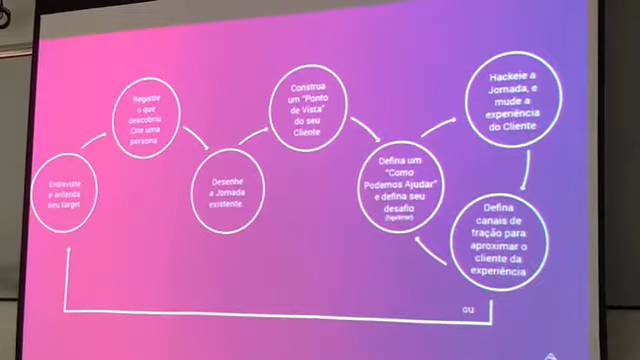 Entreviste
e entenda
seu target
Registre
o que
descobriu
Crie uma
persona
Desenhe
a Jornada
existente.
Construa
um "Ponto
de Vista"
do seu
Cliente
Defina um
"Como
Podemos Ajudar"
e defina seu
desafio
(hipótese)
Hackeie a
Jornada, e
mude a
experiência
do Cliente
Defina
canais de
tração para
aproximar o
cliente da
experiência
ou